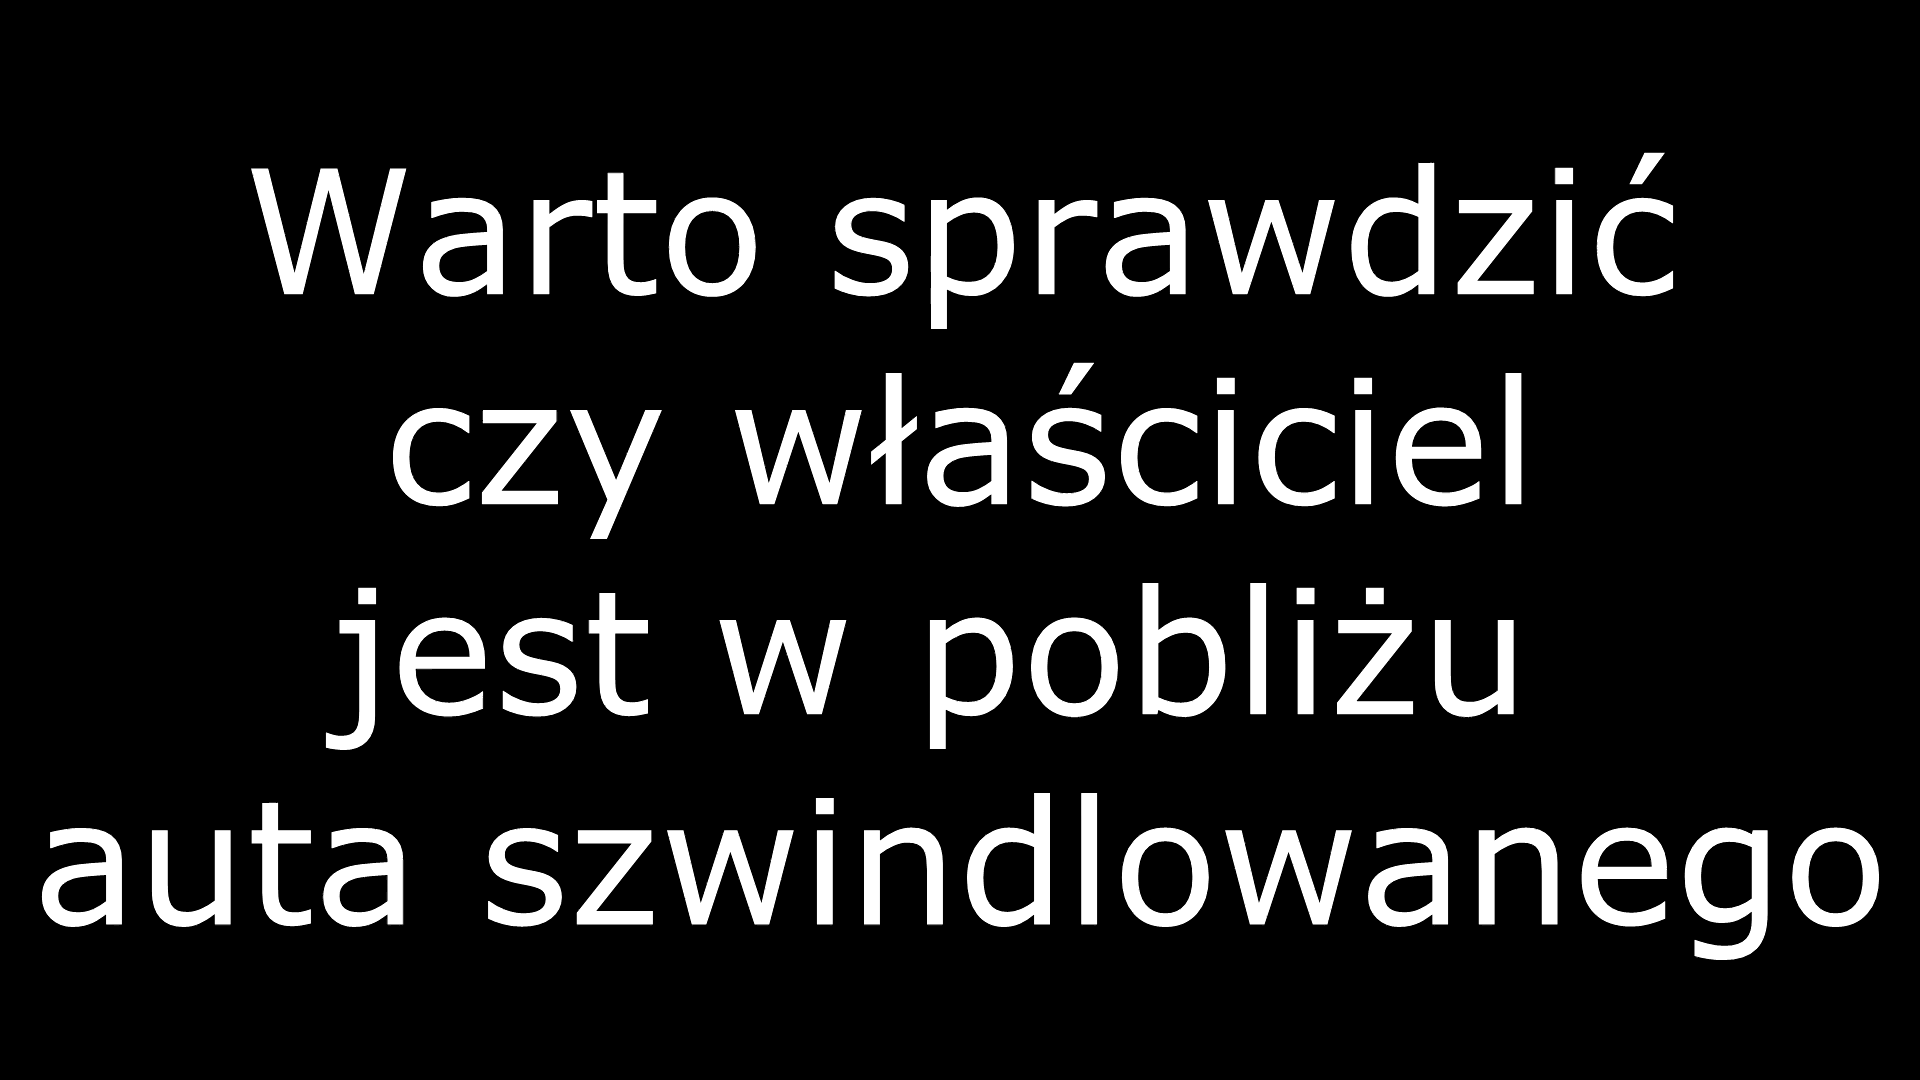 Warto sprawdzić
czy właściciel
jest w pobliżu
auta szwindlowanego